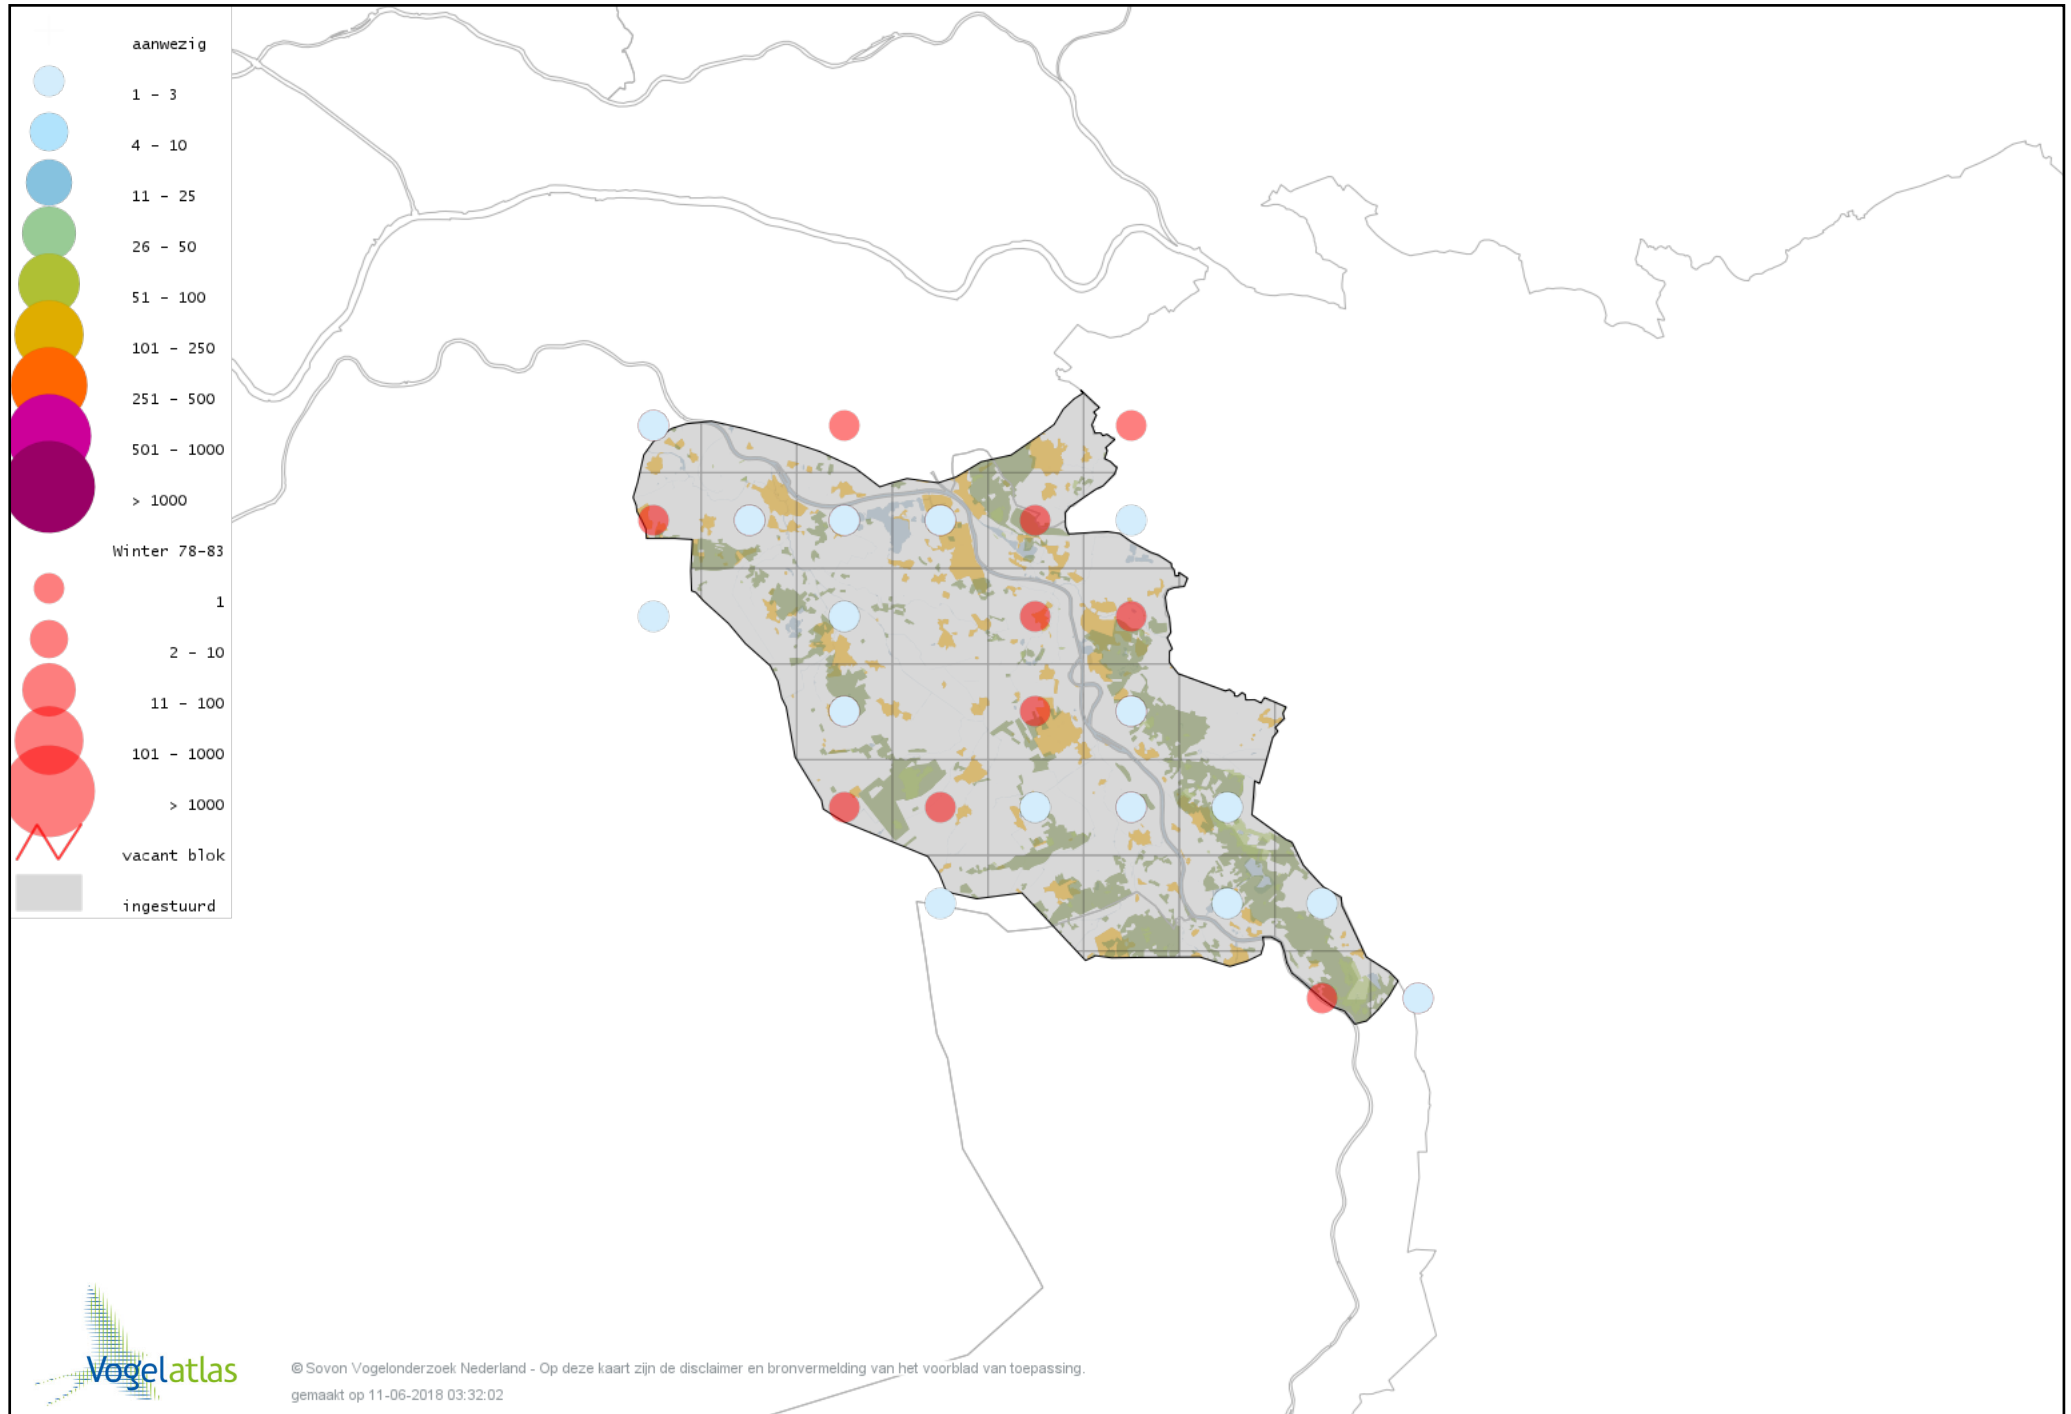 aanwezig
1 - 3
4 - 10
11 - 25
26 - 50
51 - 100
101 - 250
251 - 500
501 - 1000
> 1000
Winter 78-83
1
2 - 10
11 - 100
101 - 1000
> 1000
vacant blok
ingestuurd
Vogelatlas
© Sovon Vogelonderzoek Nederland - Op deze kaart zijn de disclaimer en bronvermelding van het voorblad van toepassing.
gemaakt op 11-06-2018 03:32:02